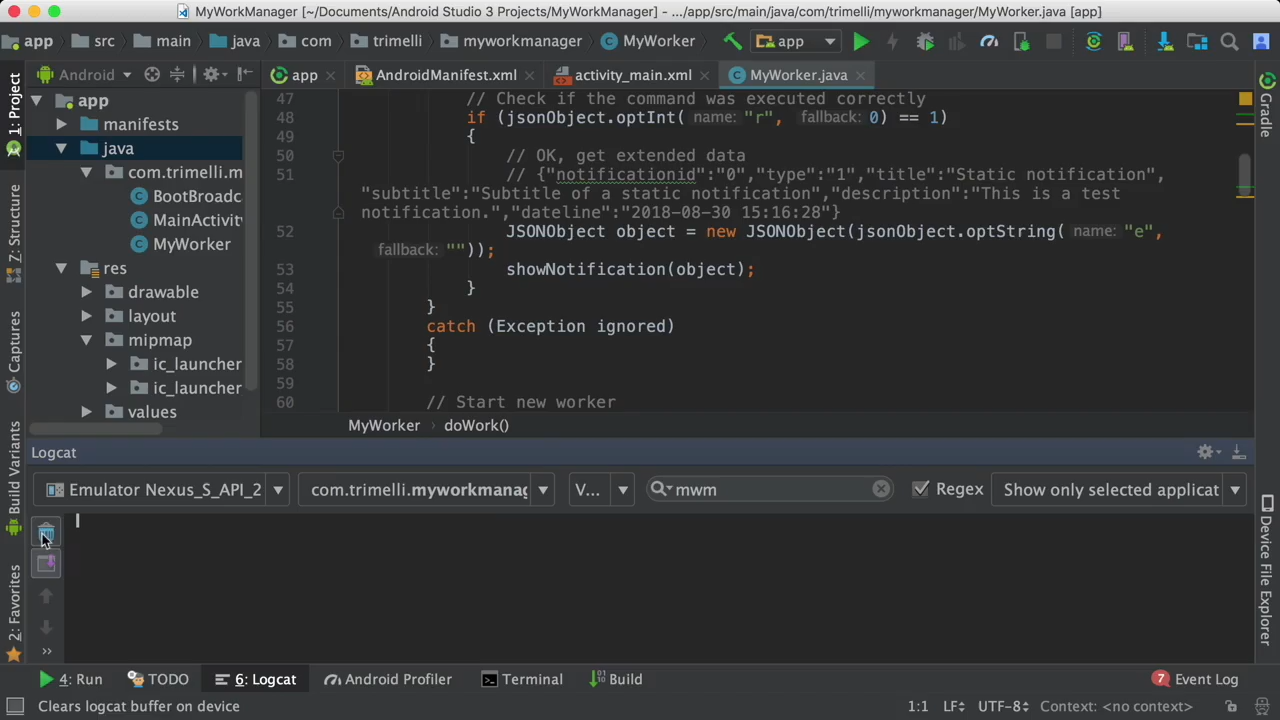 MyWorkManager [~/Documents/Android Studio 3 Projects/MyWorkManager] - .../app/src/main/java/com/trimelli/myworkmanager/MyWorker.java [app]
app src main java com trimelli myworkmanager MyWorker app
1: Project
Z: Structure
Captures
Build Variants
2: Favorites
Android
app
manifests
java
com.trimelli.m
BootBroadc
MainActivity
MyWorker
res
drawable
layout
mipmap
ic_launcher
ic_launcher
values
app AndroidManifest.xml activity_main.xml MyWorker.java
47 // Check if the command was executed correctly
48 if (jsonObject.optInt( name: "r", fallback: 0) == 1)
49 {
50 // OK, get extended data
51 // {"notificationid":"0","type":"1","title":"Static notification",
"subtitle":"Subtitle of a static notification","description":"This is a test
notification.","dateline":"2018-08-30 15:16:28"}
52 JSONObject object = new JSONObject(jsonObject.optString( name: "e",
fallback: ""));
53 showNotification(object);
54 }
55 }
56 catch (Exception ignored)
57 {
58 }
59
60 // Start new worker
MyWorker doWork()
Gradle
Device File Explorer
Logcat
Emulator Nexus_S_API_2 com.trimelli.myworkmanag V... mwm Regex Show only selected applicat
4: Run TODO 6: Logcat Android Profiler Terminal Build 7 Event Log
Clears logcat buffer on device 1:1 LF UTF-8 Context: <no context>